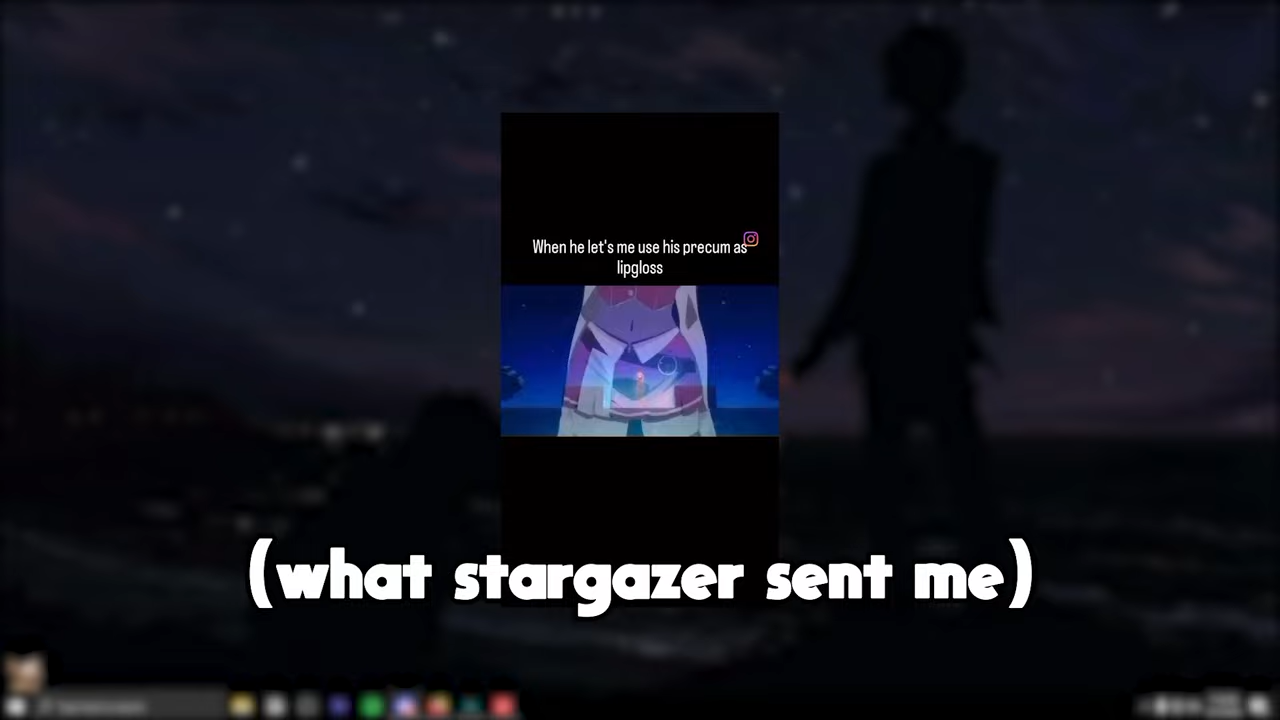 When he let's me use his precum as
lipgloss
(what stargazer sent me)